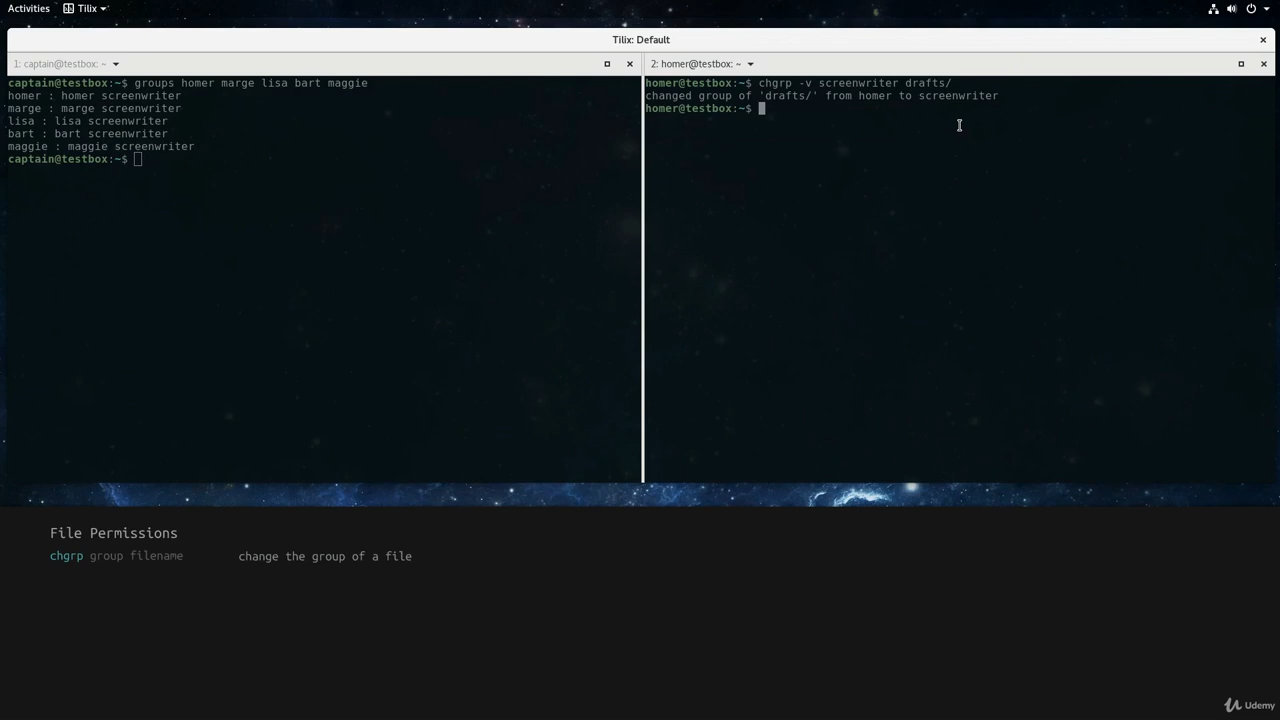 Activities Tilix
Tilix: Default
1: captain@testbox: ~
captain@testbox:~$ groups homer marge lisa bart maggie
homer : homer screenwriter
marge : marge screenwriter
lisa : lisa screenwriter
bart : bart screenwriter
maggie : maggie screenwriter
captain@testbox:~$
2: homer@testbox: ~
homer@testbox:~$ chgrp -v screenwriter drafts/
changed group of 'drafts/' from homer to screenwriter
homer@testbox:~$
File Permissions
chgrp group filename change the group of a file
Udemy